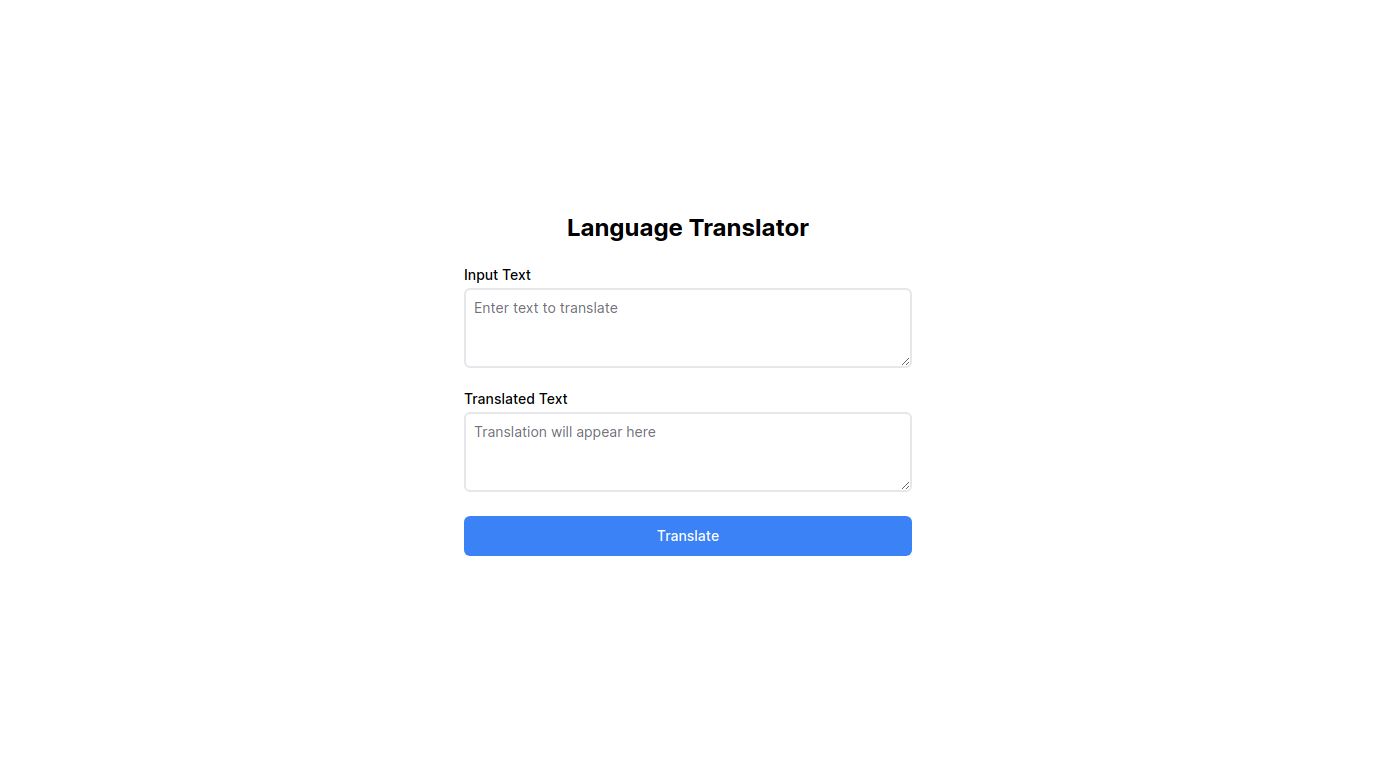 Language Translator
Input Text
Enter text to translate
Translated Text
Translation will appear here
Translate